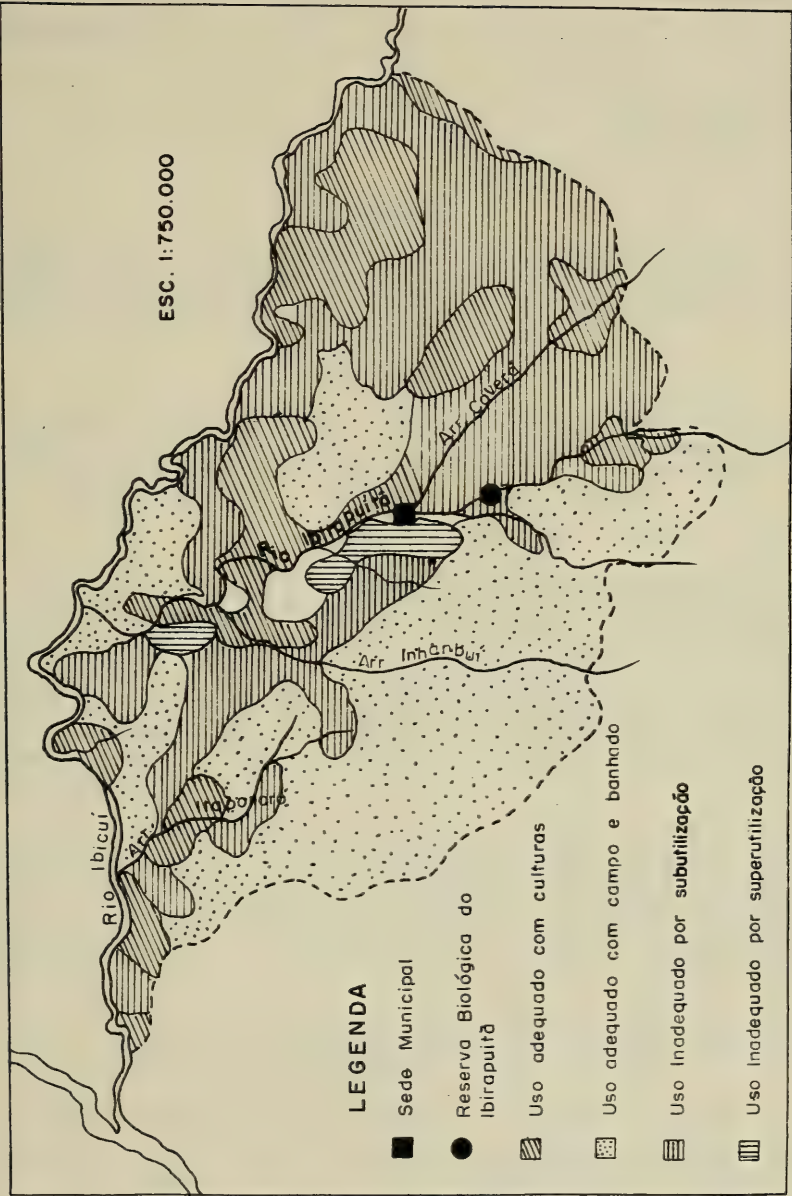 ESC. 1:750.000
Rio Ibicuí
Arr.
Rio Ibirapuitã
Arr. Caverá
Arr Inhanduí
LEGENDA
Sede Municipal
Reserva Biológica do
Ibirapuitã
Uso adequado com culturas
Uso adequado com campo e banhado
Uso Inadequado por subutilização
Uso Inadequado por superutilização